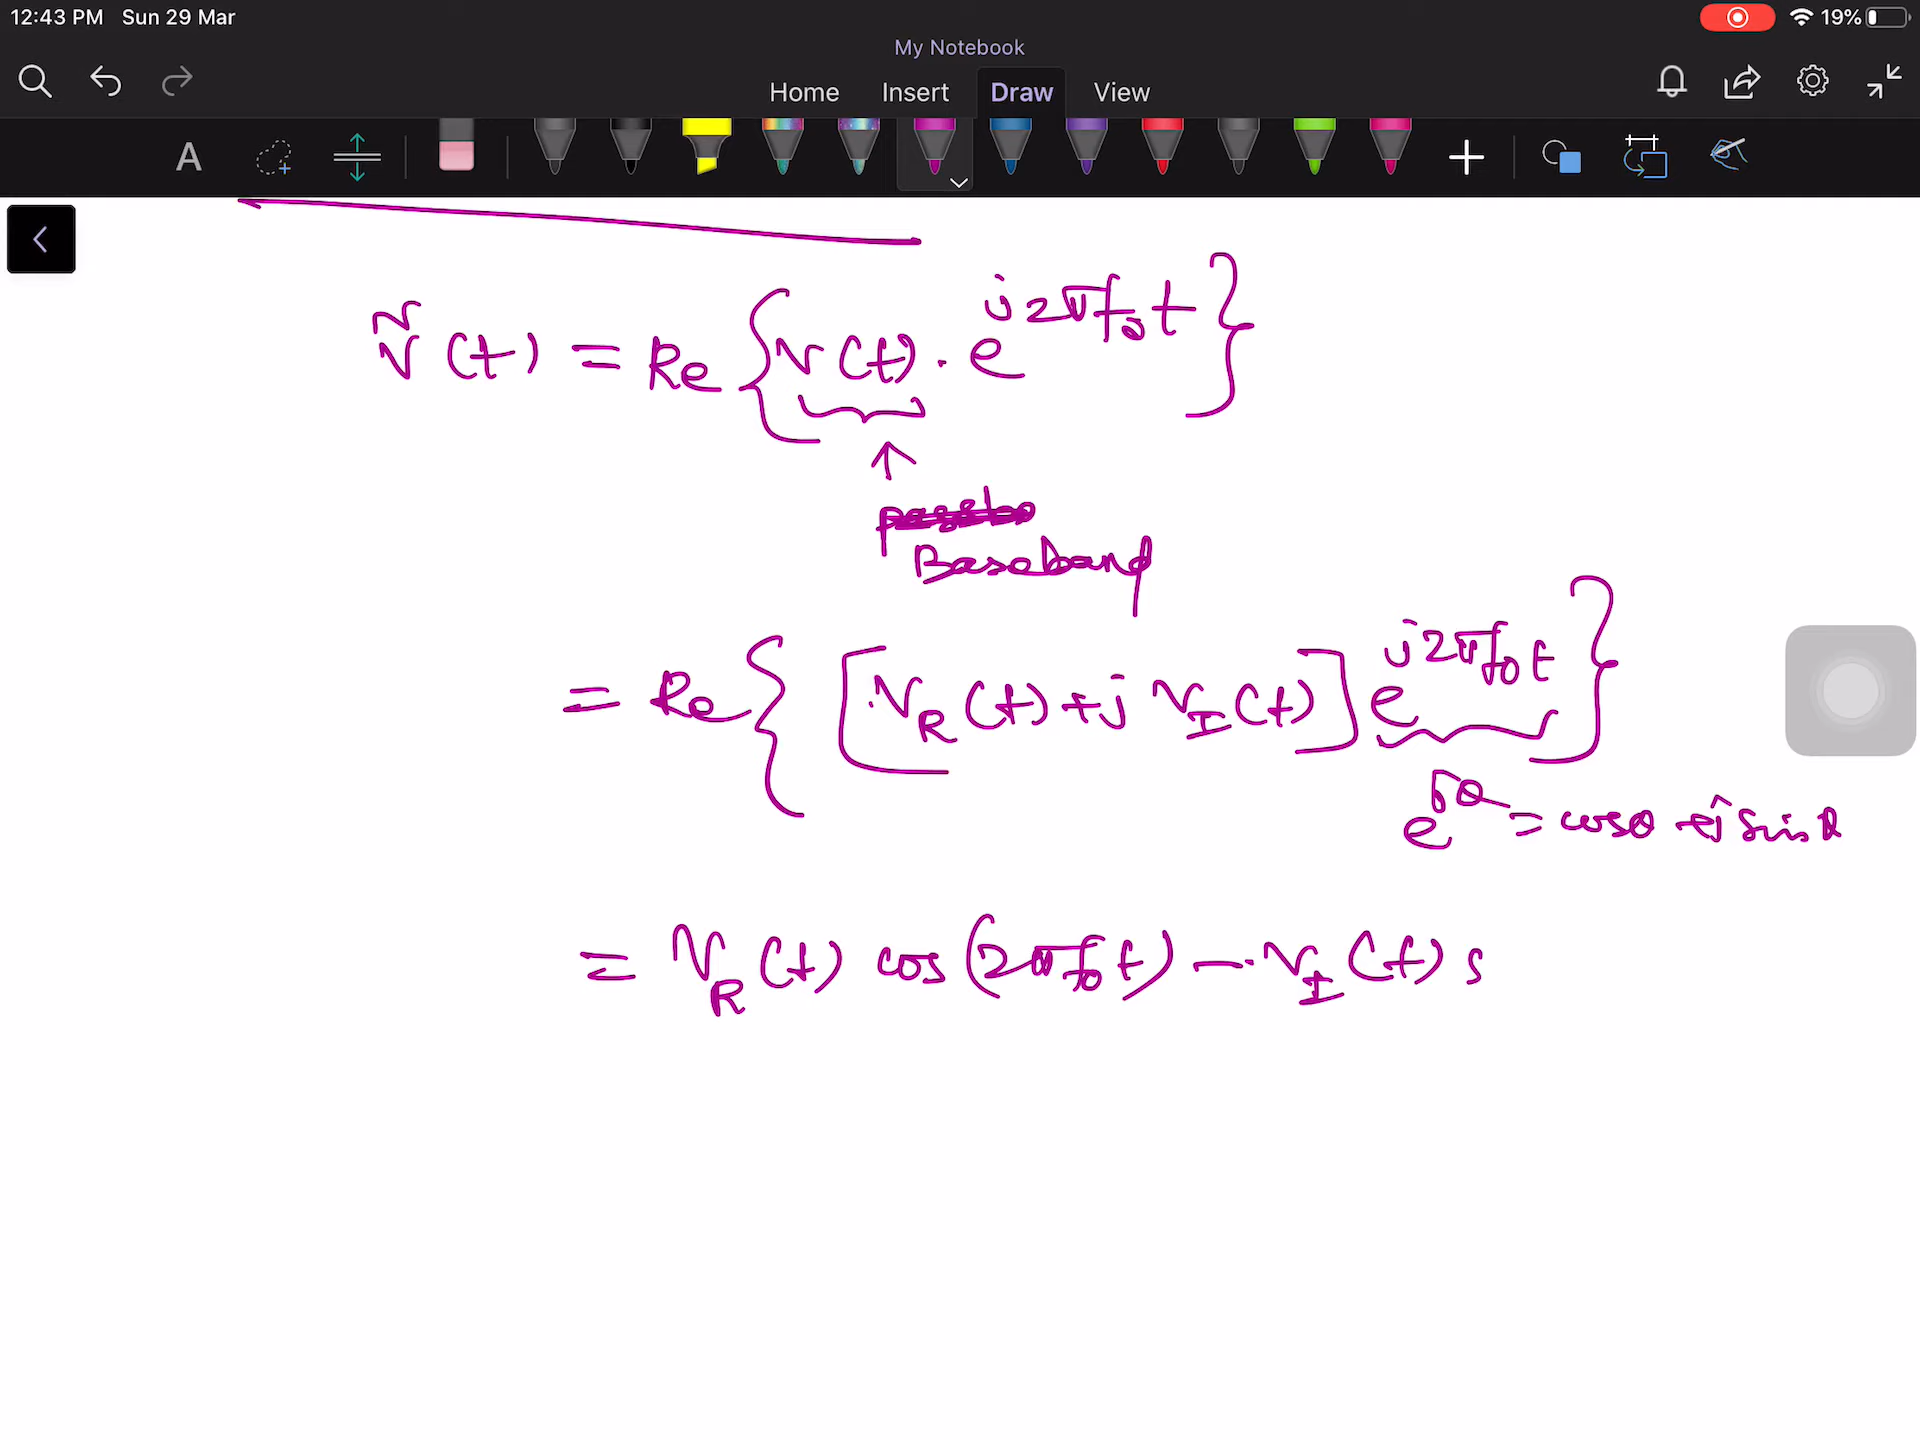 12:43 PM Sun 29 Mar 19%
My Notebook
Home Insert Draw View
A
ṽ(t) = Re { v(t) · e^{j2πf₀t} }
Baseband
= Re { [ v_R(t) + j v_I(t) ] e^{j2πf₀t} }
e^{jθ} = cosθ + j sinθ
= v_R(t) cos(2πf₀t) − v_I(t) s